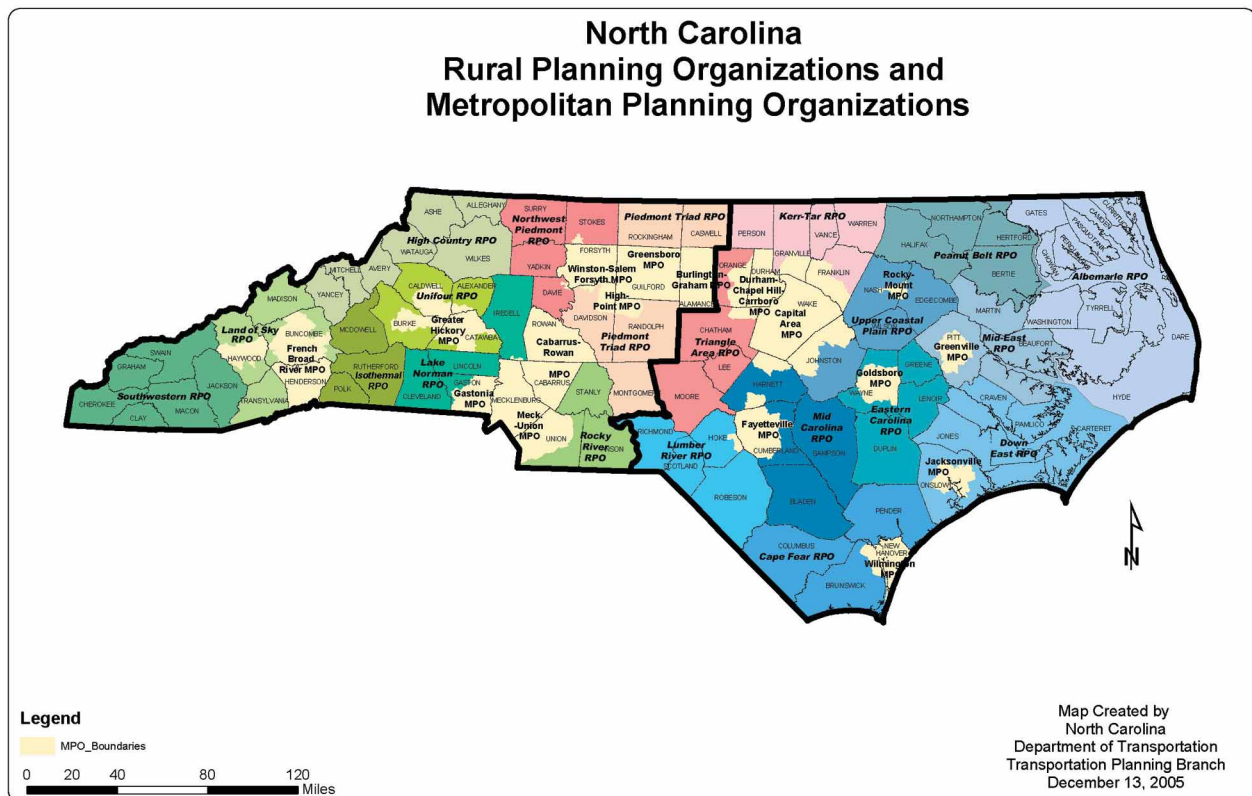 North Carolina
Rural Planning Organizations and
Metropolitan Planning Organizations
ASHE
ALLEGHANY
SURRY
STOKES
Northwest
Piedmont
RPO
Piedmont Triad RPO
ROCKINGHAM
CASWELL
PERSON
Kerr-Tar RPO
VANCE
WARREN
GRANVILLE
FRANKLIN
NORTHAMPTON
HERTFORD
HALIFAX
Peanut Bolt RPO
BERTIE
GATES
CAMDEN
CURRITUCK
Albemarle RPO
High Country RPO
WATAUGA
WILKES
AVERY
MITCHELL
YANCEY
YADKIN
FORSYTH
Winston-Salem
Forsyth MPO
Greensboro
MPO
GUILFORD
High-
Point MPO
Burlington-
Graham MPO
ALAMANCE
ORANGE
DURHAM
Durham-
Chapel Hill-
Carrboro
MPO
WAKE
Capital
Area MPO
Rocky-
Mount MPO
NASH
EDGECOMBE
Upper Coastal
Plain RPO
MARTIN
WASHINGTON
TYRRELL
DARE
HYDE
MADISON
CALDWELL
ALEXANDER
Unifour RPO
IREDELL
DAVIE
DAVIDSON
RANDOLPH
Piedmont
Triad RPO
CHATHAM
Triangle
Area RPO
LEE
MOORE
JOHNSTON
Mid-East
RPO
BEAUFORT
PITT
Greenville
MPO
Land of Sky
RPO
BUNCOMBE
HAYWOOD
French
Broad
River MPO
HENDERSON
TRANSYLVANIA
MCDOWELL
BURKE
Greater
Hickory
MPO
CATAWBA
ROWAN
Cabarrus-
Rowan
MPO
CABARRUS
STANLY
MONTGOMERY
SWAIN
GRAHAM
JACKSON
Southwestern RPO
CHEROKEE
MACON
CLAY
RUTHERFORD
Isothermal
RPO
POLK
CLEVELAND
LINCOLN
Lake
Norman
RPO
GASTON
Gastonia
MPO
MECKLENBURG
Meck.
-Union
MPO
UNION
Rocky
River
RPO
HARNETT
Goldsboro
MPO
WAYNE
GREENE
LENOIR
Eastern
Carolina
RPO
DUPLIN
CRAVEN
PAMLICO
CARTERET
JONES
Down
East RPO
Jacksonville
MPO
ONSLOW
RICHMOND
Lumber
River RPO
SCOTLAND
HOKE
ROBESON
Fayetteville
MPO
CUMBERLAND
Mid
Carolina
RPO
SAMPSON
BLADEN
PENDER
COLUMBUS
Cape Fear RPO
BRUNSWICK
NEW
HANOVER
Wilmington
N
Legend
MPO_Boundaries
0 20 40 80 120
Miles
Map Created by
North Carolina
Department of Transportation
Transportation Planning Branch
December 13, 2005